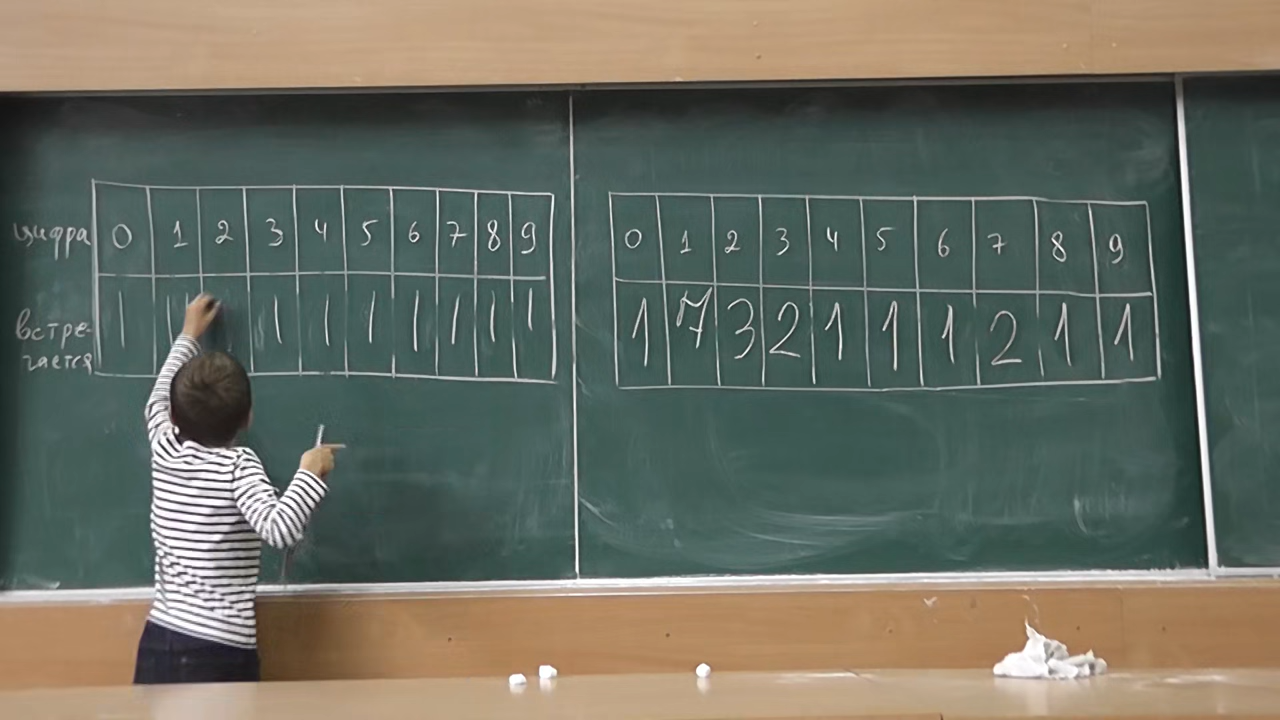 цифра 0 1 2 3 4 5 6 7 8 9
встре-
чается 1 1 1 1 1 1 1 1 1
0 1 2 3 4 5 6 7 8 9
1 7 3 2 1 1 1 2 1 1